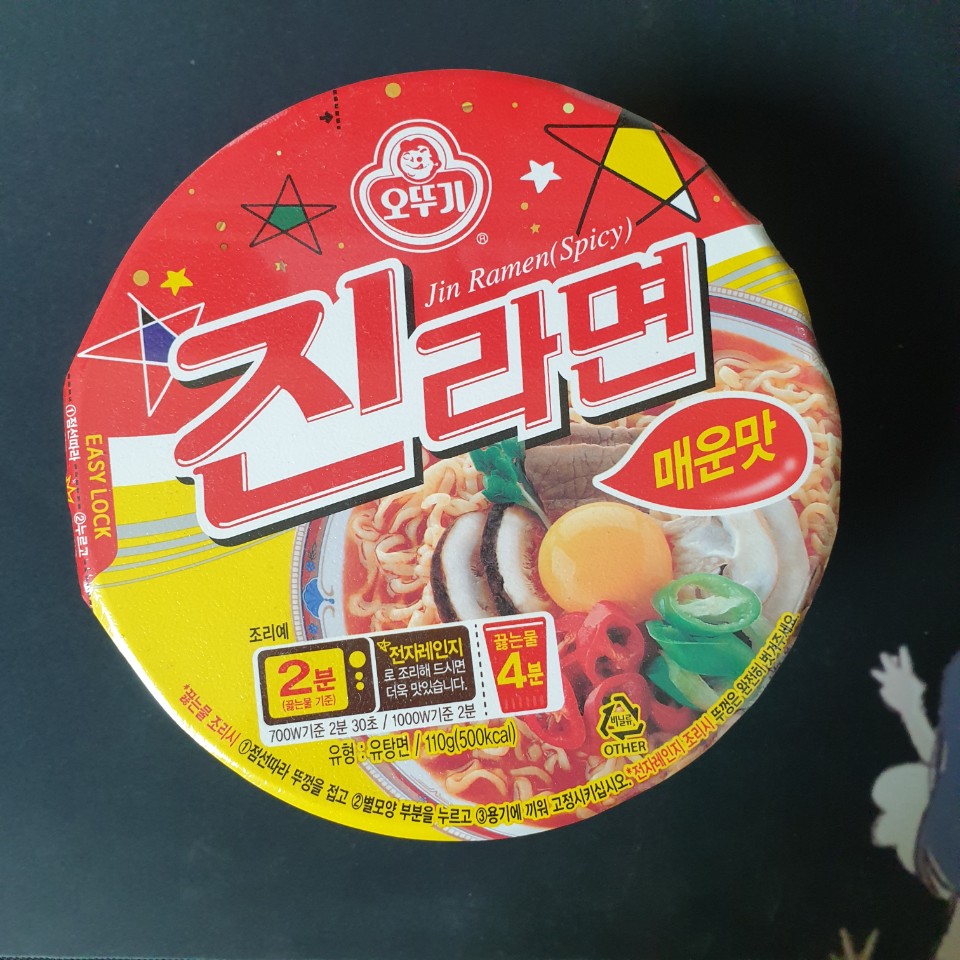 오뚜기
®
Jin Ramen(Spicy)
진라면
매운맛
EASY LOCK
①점선따라
②누르고
조리예
2분
(끓는물 기준)
전자레인지
로 조리해 드시면
더욱 맛있습니다.
끓는물
4분
700W기준 2분 30초 / 1000W기준 2분
유형 : 유탕면 / 110g(500kcal)
비닐류
OTHER
*끓는물 조리시 ①점선따라 뚜껑을 접고 ②별모양 부분을 누르고 ③용기에 끼워 고정시키십시오. *전자레인지 조리시 뚜껑은 완전히 벗겨주세요.